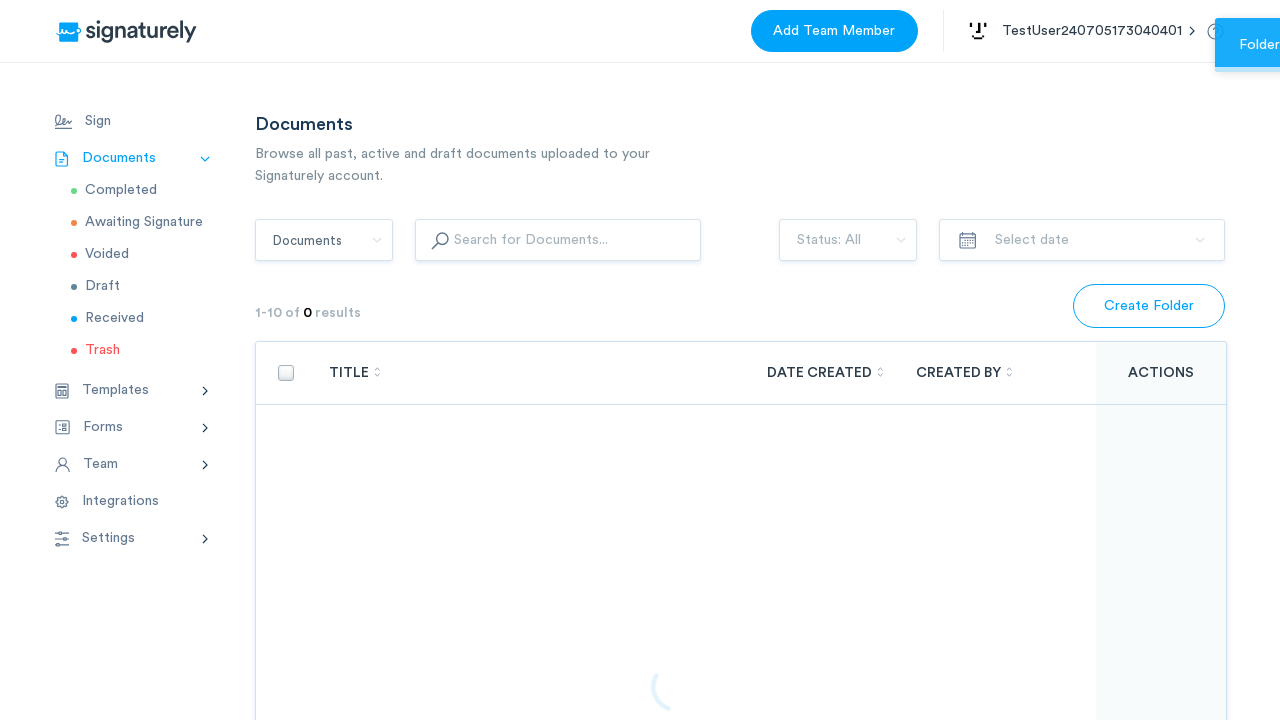 signaturely
Add Team Member
TestUser240705173040401
Folder
Sign
Documents
Completed
Awaiting Signature
Voided
Draft
Received
Trash
Templates
Forms
Team
Integrations
Settings
Documents
Browse all past, active and draft documents uploaded to your
Signaturely account.
Documents
Search for Documents...
Status: All
Select date
1-10 of 0 results
Create Folder
TITLE
DATE CREATED
CREATED BY
ACTIONS